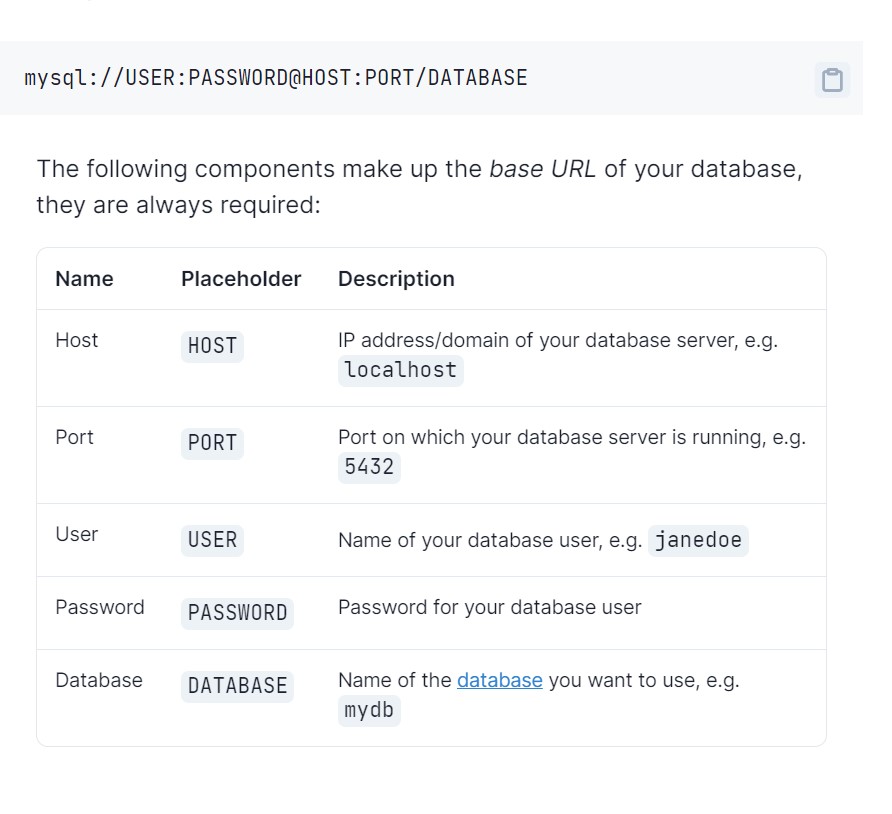 mysql://USER:PASSWORD@HOST:PORT/DATABASE
The following components make up the base URL of your database,
they are always required:
Name Placeholder Description
Host HOST IP address/domain of your database server, e.g.
localhost
Port PORT Port on which your database server is running, e.g.
5432
User USER Name of your database user, e.g. janedoe
Password PASSWORD Password for your database user
Database DATABASE Name of the database you want to use, e.g.
mydb